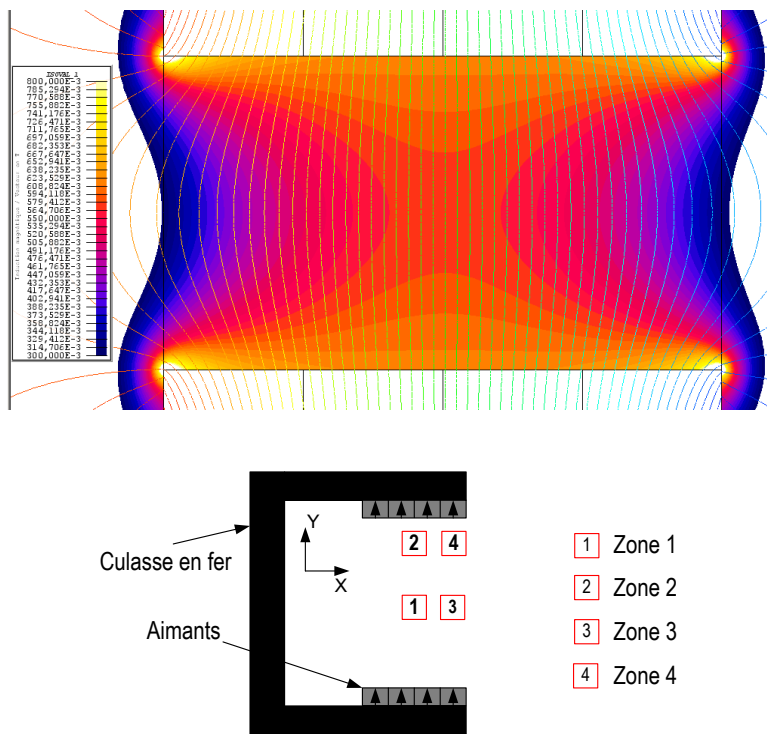 ISOVAL 1
800,000E-3
785,294E-3
770,588E-3
755,882E-3
741,176E-3
726,471E-3
711,765E-3
697,059E-3
682,353E-3
667,647E-3
652,941E-3
638,235E-3
623,529E-3
608,824E-3
594,118E-3
579,412E-3
564,706E-3
550,000E-3
535,294E-3
520,588E-3
505,882E-3
491,176E-3
476,471E-3
461,765E-3
447,059E-3
432,353E-3
417,647E-3
402,941E-3
388,235E-3
373,529E-3
358,824E-3
344,118E-3
329,412E-3
314,706E-3
300,000E-3
Culasse en fer
Y
X
2 4
1 3
Aimants
1 Zone 1
2 Zone 2
3 Zone 3
4 Zone 4